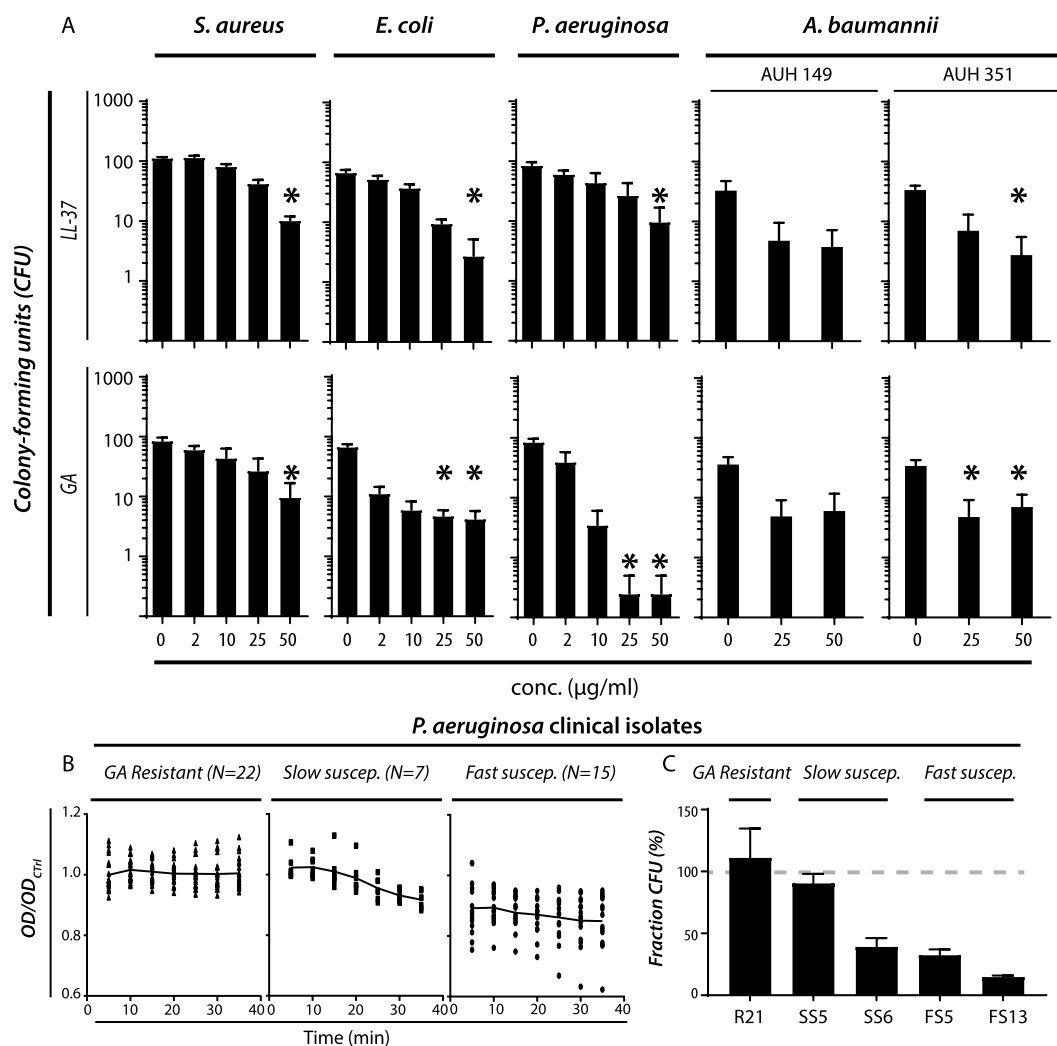 A
S. aureus
E. coli
P. aeruginosa
A. baumannii
AUH 149
AUH 351
Colony-forming units (CFU)
LL-37
1000
100
10
1
*
*
*
*
GA
1000
100
10
1
*
* *
* *
* *
0 2 10 25 50
0 2 10 25 50
0 2 10 25 50
0 25 50
0 25 50
conc. (μg/ml)
P. aeruginosa clinical isolates
B
GA Resistant (N=22)
Slow suscep. (N=7)
Fast suscep. (N=15)
OD/OD_CTrl
1.2
1.0
0.8
0.6
0 10 20 30 40
0 10 20 30 40
0 10 20 30 40
Time (min)
C
GA Resistant
Slow suscep.
Fast suscep.
Fraction CFU (%)
150
100
50
0
R21 SS5 SS6 FS5 FS13